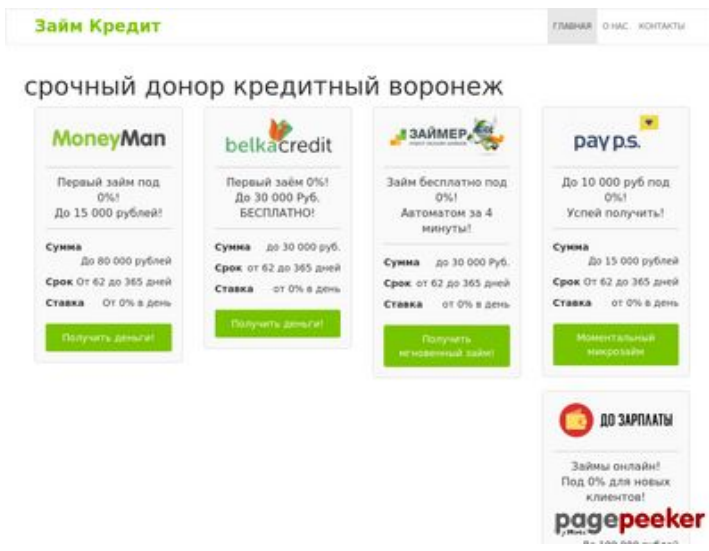 Займ Кредит
ГЛАВНАЯ О НАС КОНТАКТЫ
срочный донор кредитный воронеж
MoneyMan
Первый займ под
0%!
До 15 000 рублей!
Сумма
До 80 000 рублей
Срок От 62 до 365 дней
Ставка От 0% в день
Получить деньги!
belkacredit
Первый заём 0%!
До 30 000 Руб.
БЕСПЛАТНО!
Сумма до 30 000 руб.
Срок от 62 до 365 дней
Ставка от 0% в день
Получить деньги!
ЗАЙМЕР
Займ бесплатно под
0%!
Автоматом за 4
минуты!
Сумма до 30 000 Руб.
Срок от 62 до 365 дней
Ставка от 0% в день
Получить
мгновенный займ!
pay p.s.
До 10 000 руб под
0%!
Успей получить!
Сумма
До 15 000 рублей
Срок От 62 до 365 дней
Ставка от 0% в день
Моментальный
микрозайм
ДО ЗАРПЛАТЫ
Займы онлайн!
Под 0% для новых
клиентов!
pagepeeker